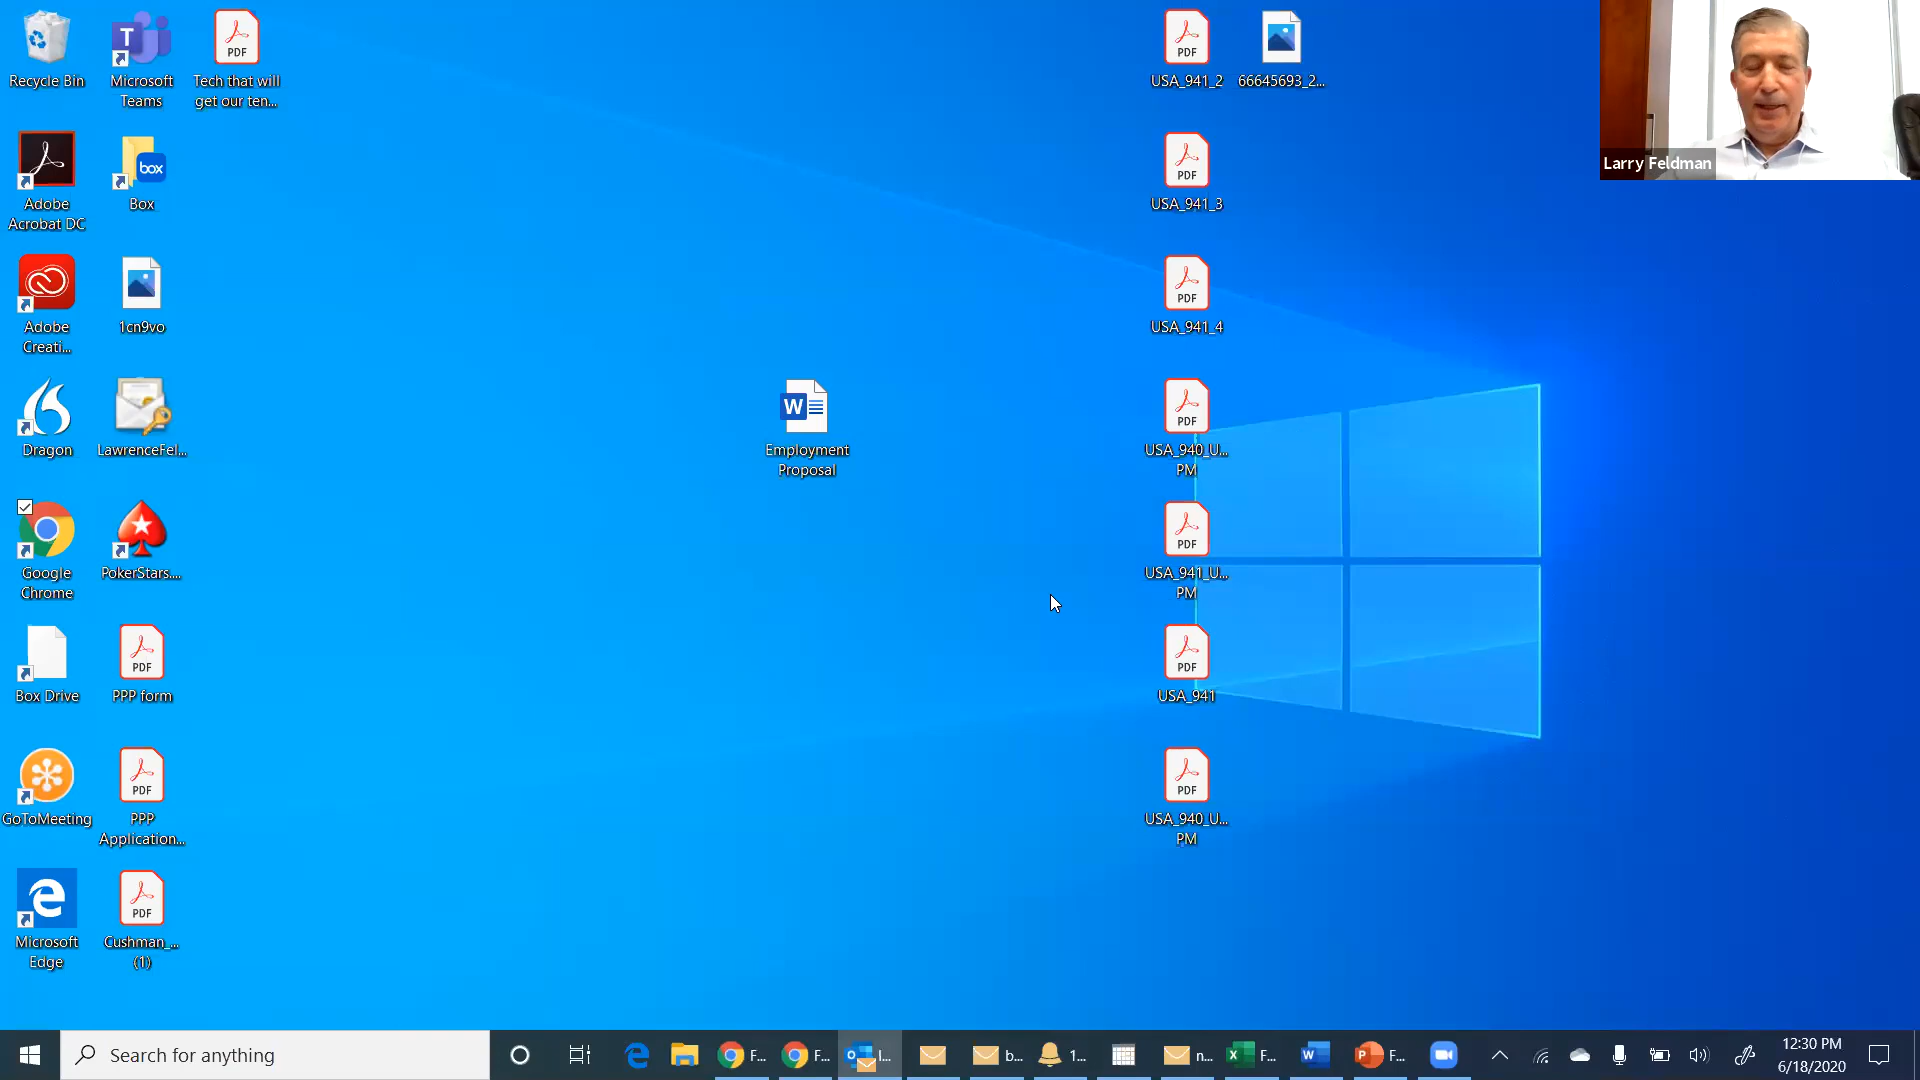 Recycle Bin
Microsoft
Teams
PDF
Tech that will
get our ten...
PDF
USA_941_2
66645693_2...
Larry Feldman
Adobe
Acrobat DC
box
Box
PDF
USA_941_3
Adobe
Creati...
1cn9vo
PDF
USA_941_4
Dragon
LawrenceFel...
W
Employment
Proposal
PDF
USA_940_U...
PM
Google
Chrome
PokerStars....
PDF
USA_941_U...
PM
Box Drive
PDF
PPP form
PDF
USA_941
GoToMeeting
PDF
PPP
Application...
PDF
USA_940_U...
PM
Microsoft
Edge
PDF
Cushman_...
(1)
Search for anything
F...
F...
I...
b...
1...
n...
F...
F...
12:30 PM
6/18/2020